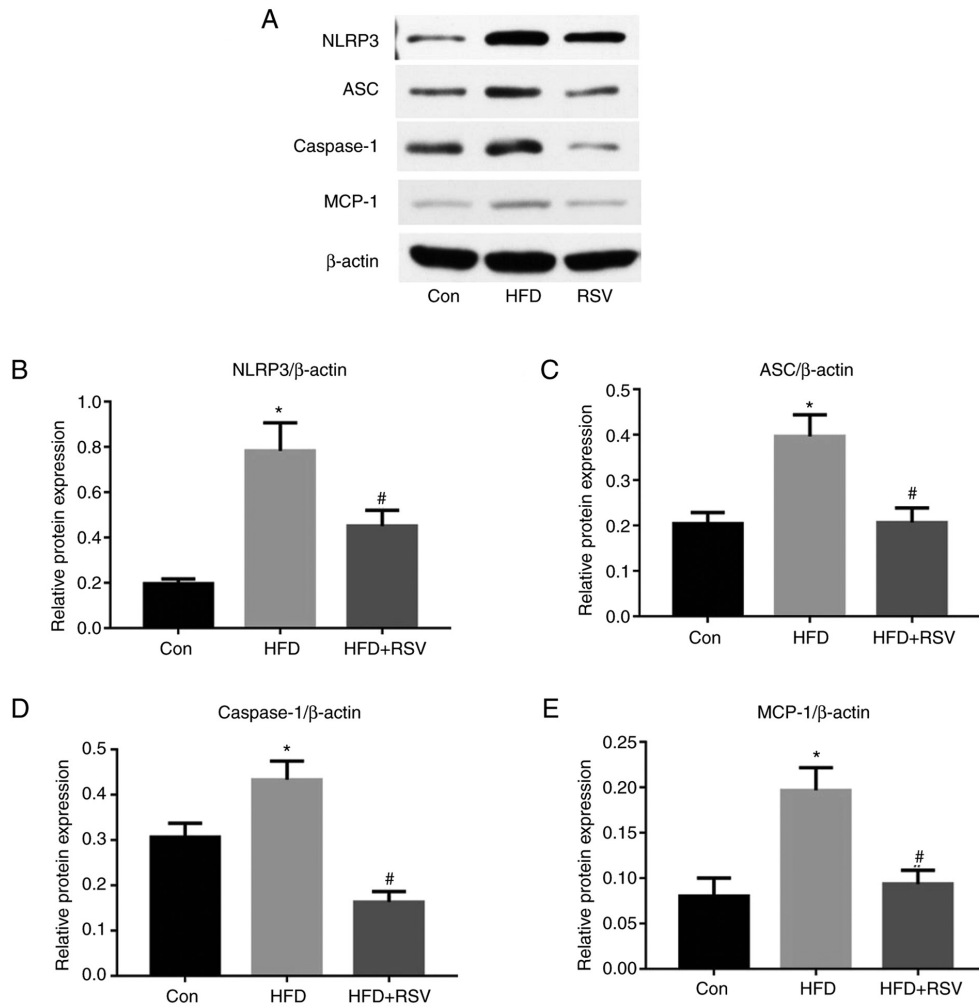 A
NLRP3
ASC
Caspase-1
MCP-1
β-actin
Con HFD RSV
B
NLRP3/β-actin
Relative protein expression
1.0
0.8
0.6
0.4
0.2
0.0
*
#
Con HFD HFD+RSV
C
ASC/β-actin
Relative protein expression
0.5
0.4
0.3
0.2
0.1
0.0
*
#
Con HFD HFD+RSV
D
Caspase-1/β-actin
Relative protein expression
0.5
0.4
0.3
0.2
0.1
0.0
*
#
Con HFD HFD+RSV
E
MCP-1/β-actin
Relative protein expression
0.25
0.20
0.15
0.10
0.05
0.00
*
#
Con HFD HFD+RSV